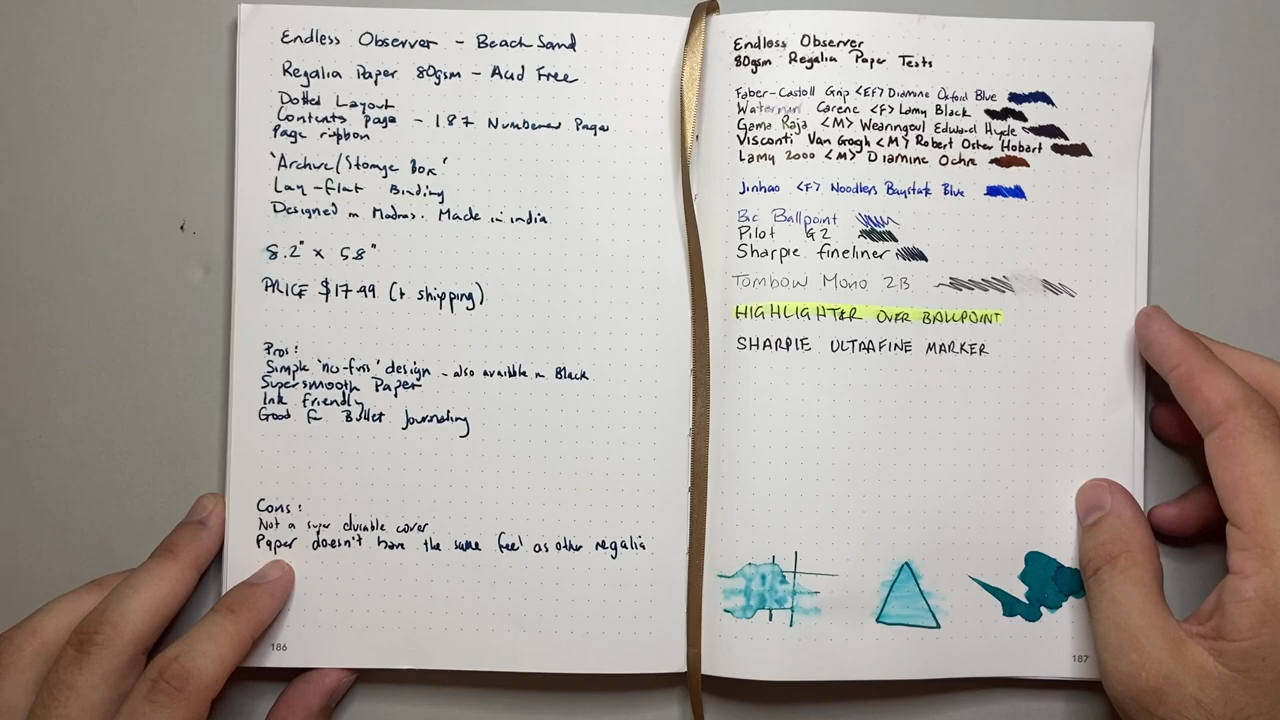 Endless Observer - Beach Sand
Regalia Paper 80gsm - Acid Free
Dotted Layout
Contents Page - 187 Numbered Pages
Page ribbon
'Archive/Storage Box'
Lay-flat Binding
Designed in Madras. Made in india
8.2" x 5.8"
PRICE $17.99 (+ shipping)
Pros:
Simple 'no-fuss' design - also available in Black
Supersmooth Paper
Ink friendly
Good for Bullet Journaling
Cons:
Not a super durable cover
Paper doesn't have the same feel as other regalia
186
Endless Observer
80gsm Regalia Paper Tests
Faber-Castell Grip <EF> Diamine Oxford Blue
Waterman Carene <F> Lamy Black
Gama Raja <M> Wearingeul Edward Hyde
Visconti Van Gogh <M> Robert Oster Hobart
Lamy 2000 <M> Diamine Ochre
Jinhao <F> Noodlers Baystate Blue
Bic Ballpoint
Pilot G2
Sharpie fineliner
Tombow Mono 2B
HIGHLIGHTER OVER BALLPOINT
SHARPIE ULTRAFINE MARKER
187